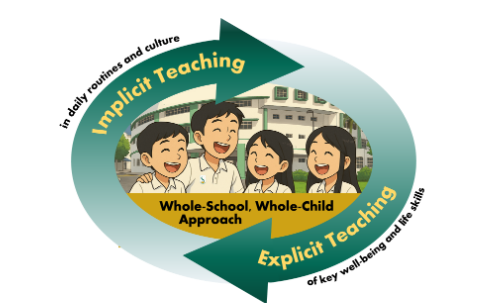 in daily routines and culture
Implicit Teaching
Whole-School, Whole-Child
Approach
Explicit Teaching
of key well-being and life skills